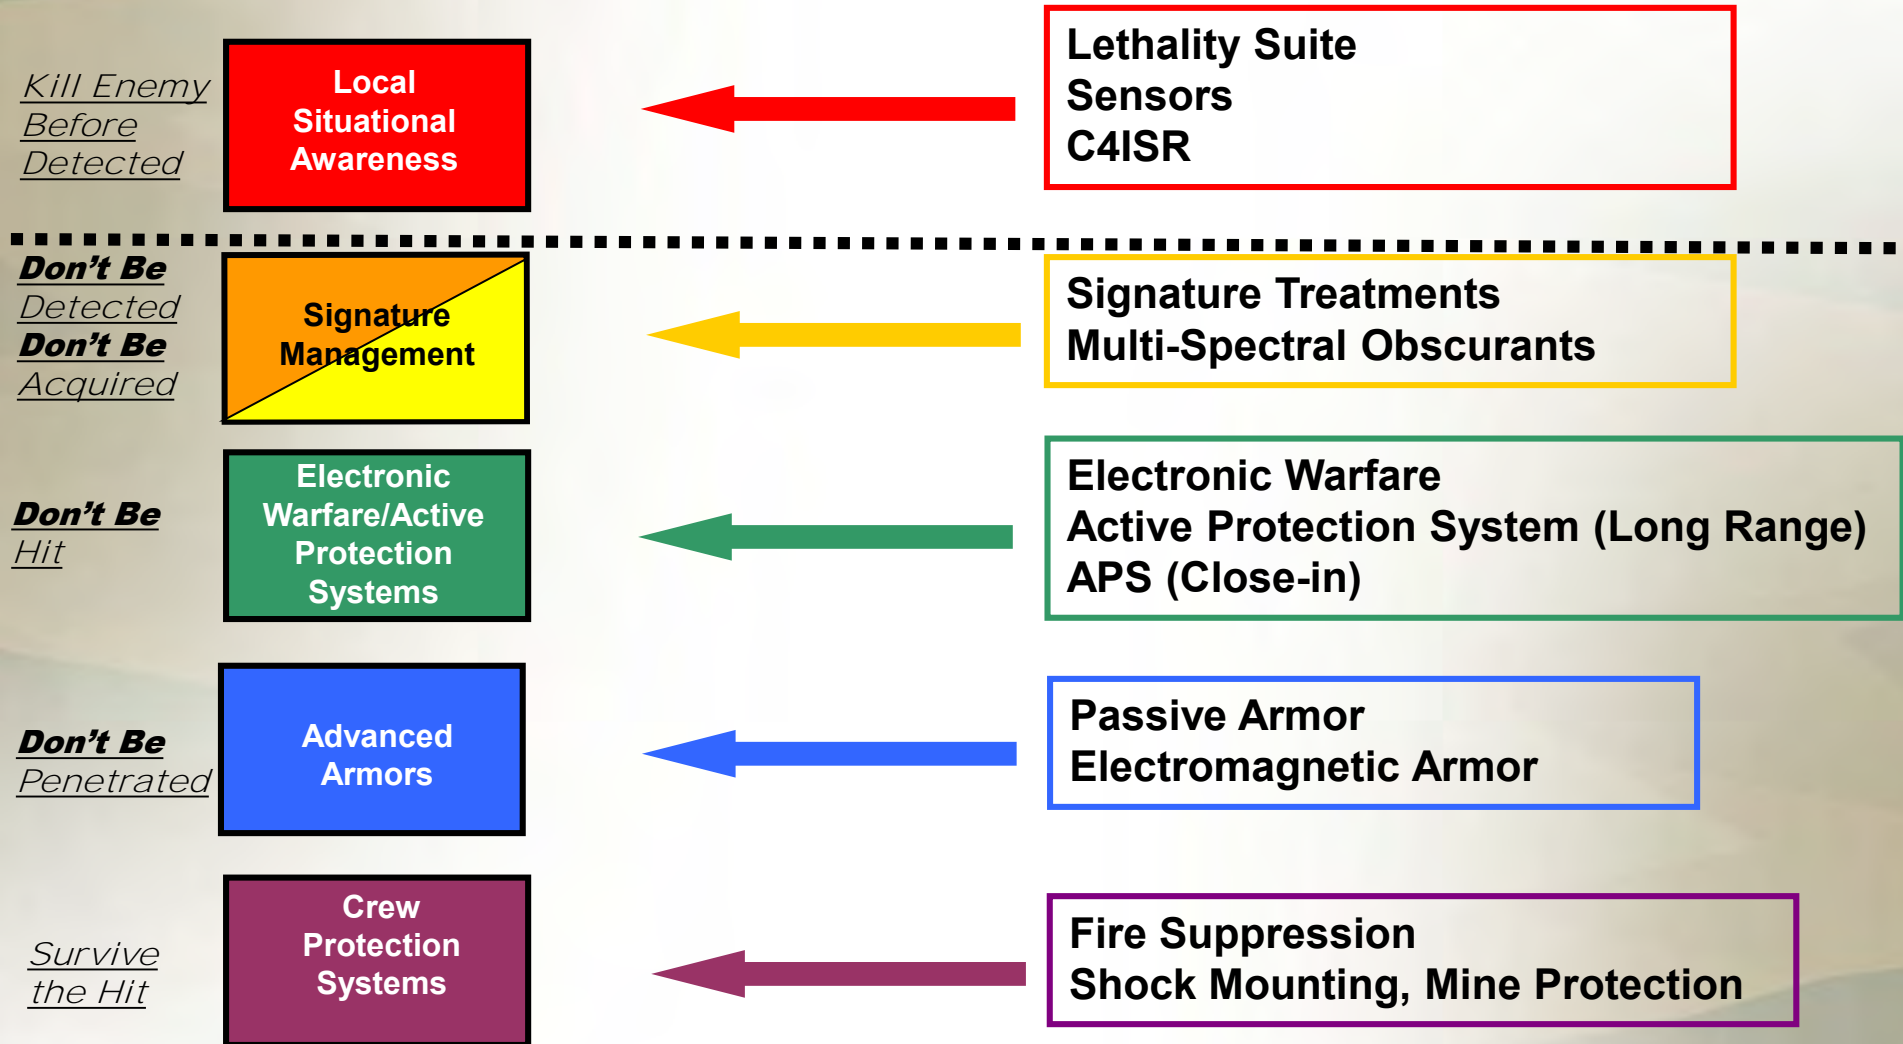 Kill Enemy
Before
Detected
Local
Situational
Awareness
Lethality Suite
Sensors
C4ISR
Don't Be
Detected
Don't Be
Acquired
Signature
Management
Signature Treatments
Multi-Spectral Obscurants
Don't Be
Hit
Electronic
Warfare/Active
Protection
Systems
Electronic Warfare
Active Protection System (Long Range)
APS (Close-in)
Don't Be
Penetrated
Advanced
Armors
Passive Armor
Electromagnetic Armor
Survive
the Hit
Crew
Protection
Systems
Fire Suppression
Shock Mounting, Mine Protection